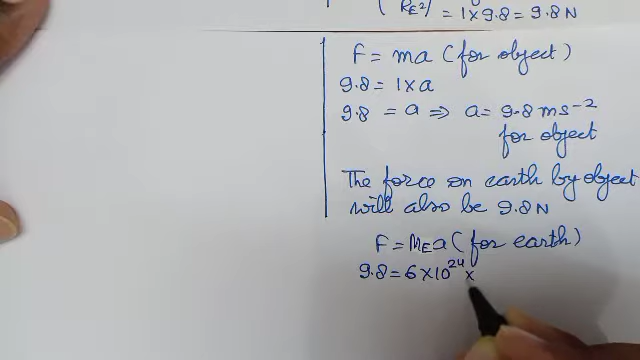 ( RE²) = 1×9.8 = 9.8 N
F = ma (for object)
9.8 = 1 × a
9.8 = a ⇒ a = 9.8 ms⁻²
for object
The force on earth by object
will also be 9.8 N
F = MEa (for earth)
9.8 = 6 × 10²⁴ ×